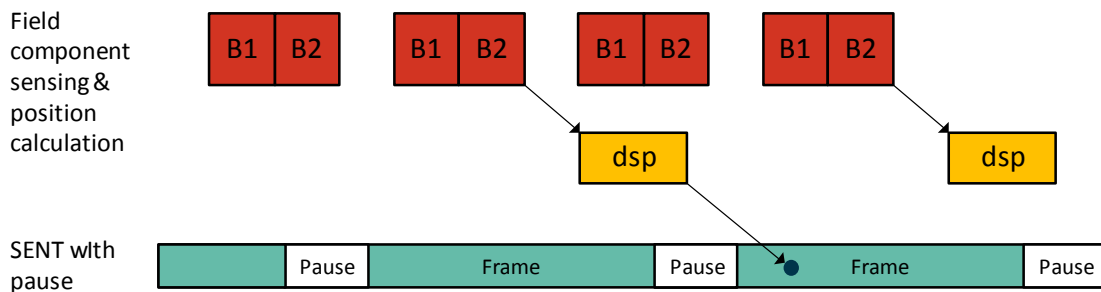 Field
component
sensing &
position
calculation
B1 B2 B1 B2 B1 B2 B1 B2
dsp dsp
SENT wIth
pause
Pause Frame Pause Frame Pause